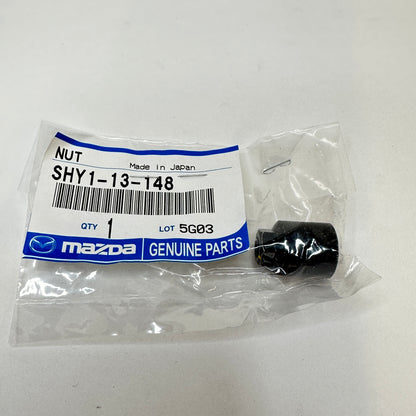 NUT
Made in Japan
SHY1-13-148
QTY 1 LOT 5G03
mazda GENUINE PARTS